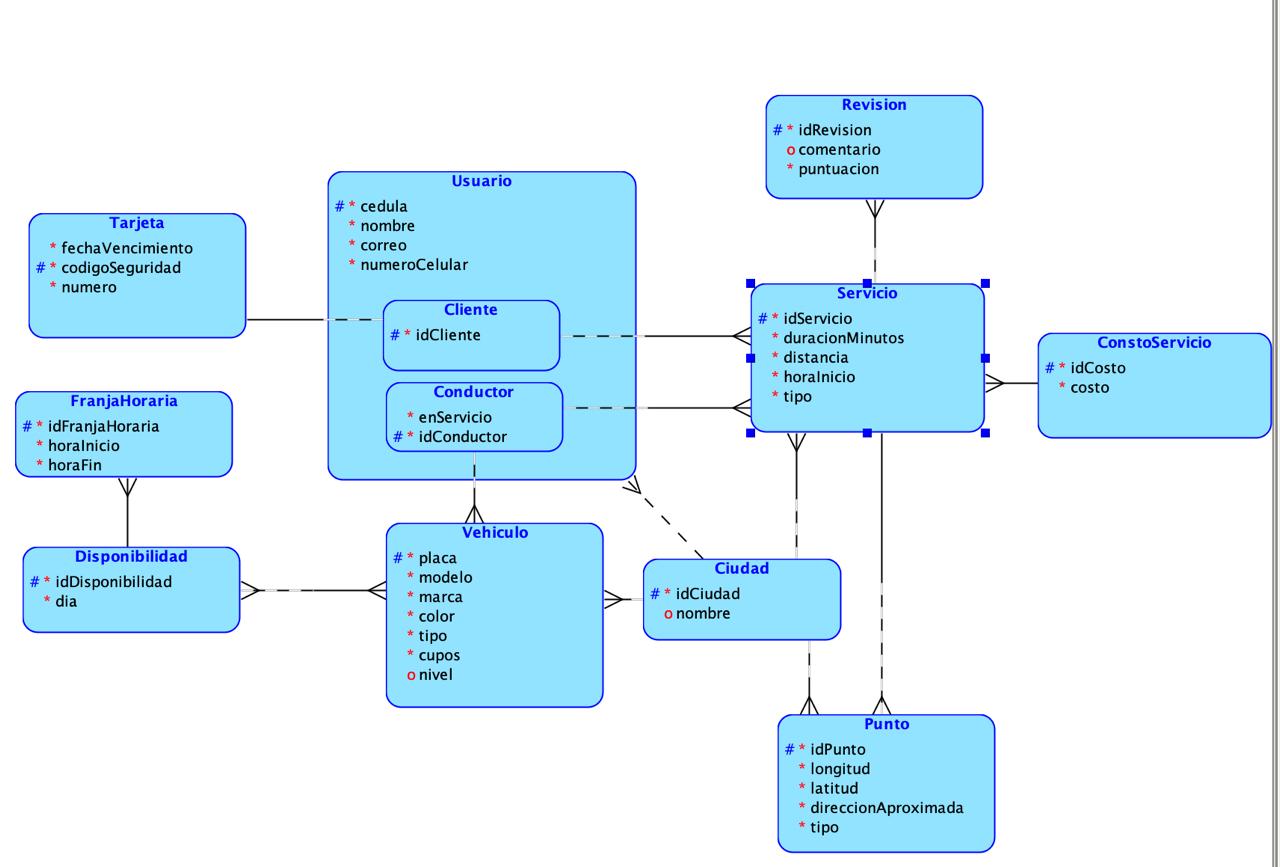 Revision
# * idRevision
o comentario
* puntuacion
Usuario
# * cedula
* nombre
* correo
* numeroCelular
Tarjeta
* fechaVencimiento
# * codigoSeguridad
* numero
Cliente
# * idCliente
Servicio
# * idServicio
* duracionMinutos
* distancia
* horaInicio
* tipo
ConstoServicio
# * idCosto
* costo
Conductor
* enServicio
# * idConductor
FranjaHoraria
# * idFranjaHoraria
* horaInicio
* horaFin
Vehiculo
# * placa
* modelo
* marca
* color
* tipo
* cupos
o nivel
Disponibilidad
# * idDisponibilidad
* dia
Ciudad
# * idCiudad
o nombre
Punto
# * idPunto
* longitud
* latitud
* direccionAproximada
* tipo